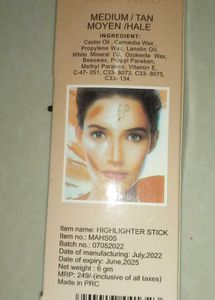 MEDIUM / TAN
MOYEN /HALE
INGREDIENT:
Castor Oil , Carnauba Wax ,
Propylene Wax, Lanolin Oil,
White Mineral Oil, Ozokerite Wax,
Beeswax, Propyl Paraben,
Methyl Paraben, Vitamin E,
C-47- 051, C33- 8073, C33- 8075,
C33- 134.
Item name: HIGHLIGHTER STICK
Item no.: MAHS05
Batch no.: 07052022
Date of manufacturing: July,2022
Date of expiry: June,2025
Net weight : 6 gm
MRP: 249/-(inclusive of all taxes)
Made in PRC